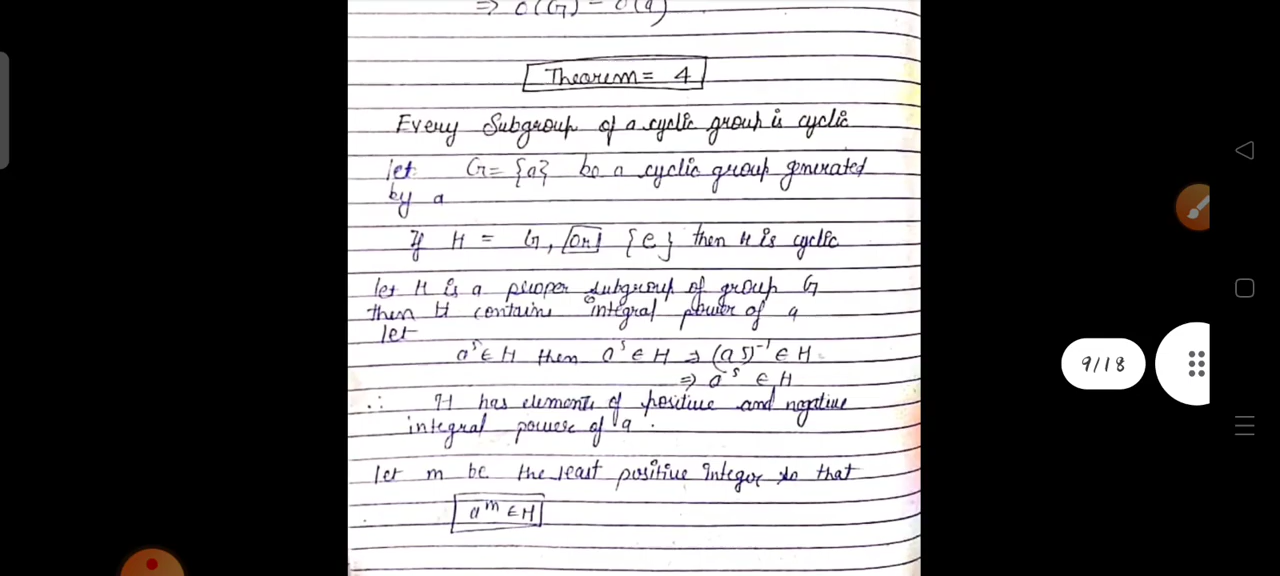 ⇒ O(G) = O(a)
Theorem = 4
Every Subgroup of a cyclic group is cyclic
let G = {a} be a cyclic group generated
by a
If H = G, or {e} then H is cyclic
let H is a proper subgroup of group G
then H contains integral power of a
let
a^s ∈ H then a^s ∈ H ⇒ (a s)^-1 ∈ H
⇒ a^s ∈ H
∴ H has elements of positive and negative
integral power of a.
let m be the least positive integer so that
a^m ∈ H
9/18